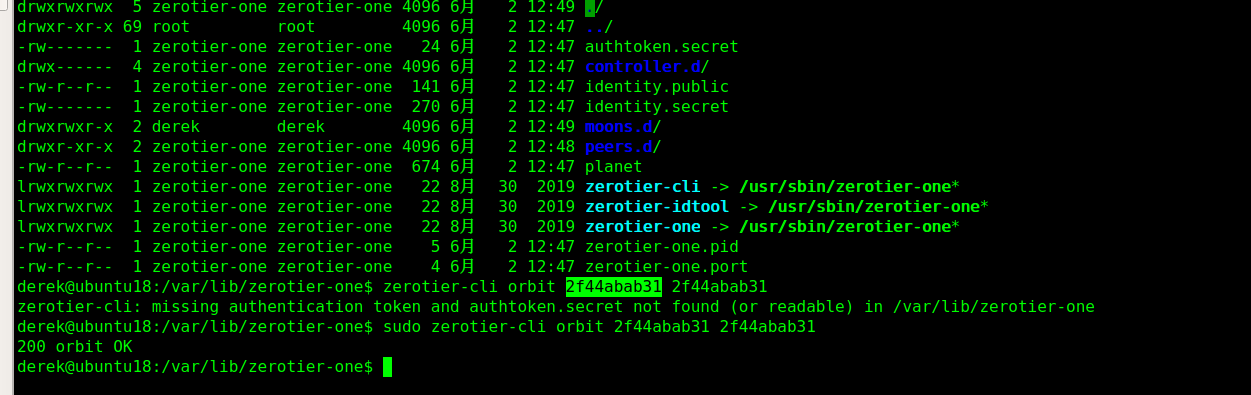 drwxrwxrwx  5 zerotier-one zerotier-one 4096 6月   2 12:49 ./
drwxr-xr-x 69 root         root         4096 6月   2 12:47 ../
-rw-------  1 zerotier-one zerotier-one   24 6月   2 12:47 authtoken.secret
drwx------  4 zerotier-one zerotier-one 4096 6月   2 12:47 controller.d/
-rw-r--r--  1 zerotier-one zerotier-one  141 6月   2 12:47 identity.public
-rw-------  1 zerotier-one zerotier-one  270 6月   2 12:47 identity.secret
drwxrwxr-x  2 derek        derek        4096 6月   2 12:49 moons.d/
drwxr-xr-x  2 zerotier-one zerotier-one 4096 6月   2 12:48 peers.d/
-rw-r--r--  1 zerotier-one zerotier-one  674 6月   2 12:47 planet
lrwxrwxrwx  1 zerotier-one zerotier-one   22 8月  30  2019 zerotier-cli -> /usr/sbin/zerotier-one*
lrwxrwxrwx  1 zerotier-one zerotier-one   22 8月  30  2019 zerotier-idtool -> /usr/sbin/zerotier-one*
lrwxrwxrwx  1 zerotier-one zerotier-one   22 8月  30  2019 zerotier-one -> /usr/sbin/zerotier-one*
-rw-r--r--  1 zerotier-one zerotier-one    5 6月   2 12:47 zerotier-one.pid
-rw-r--r--  1 zerotier-one zerotier-one    4 6月   2 12:47 zerotier-one.port
derek@ubuntu18:/var/lib/zerotier-one$ zerotier-cli orbit 2f44abab31 2f44abab31
zerotier-cli: missing authentication token and authtoken.secret not found (or readable) in /var/lib/zerotier-one
derek@ubuntu18:/var/lib/zerotier-one$ sudo zerotier-cli orbit 2f44abab31 2f44abab31
200 orbit OK
derek@ubuntu18:/var/lib/zerotier-one$